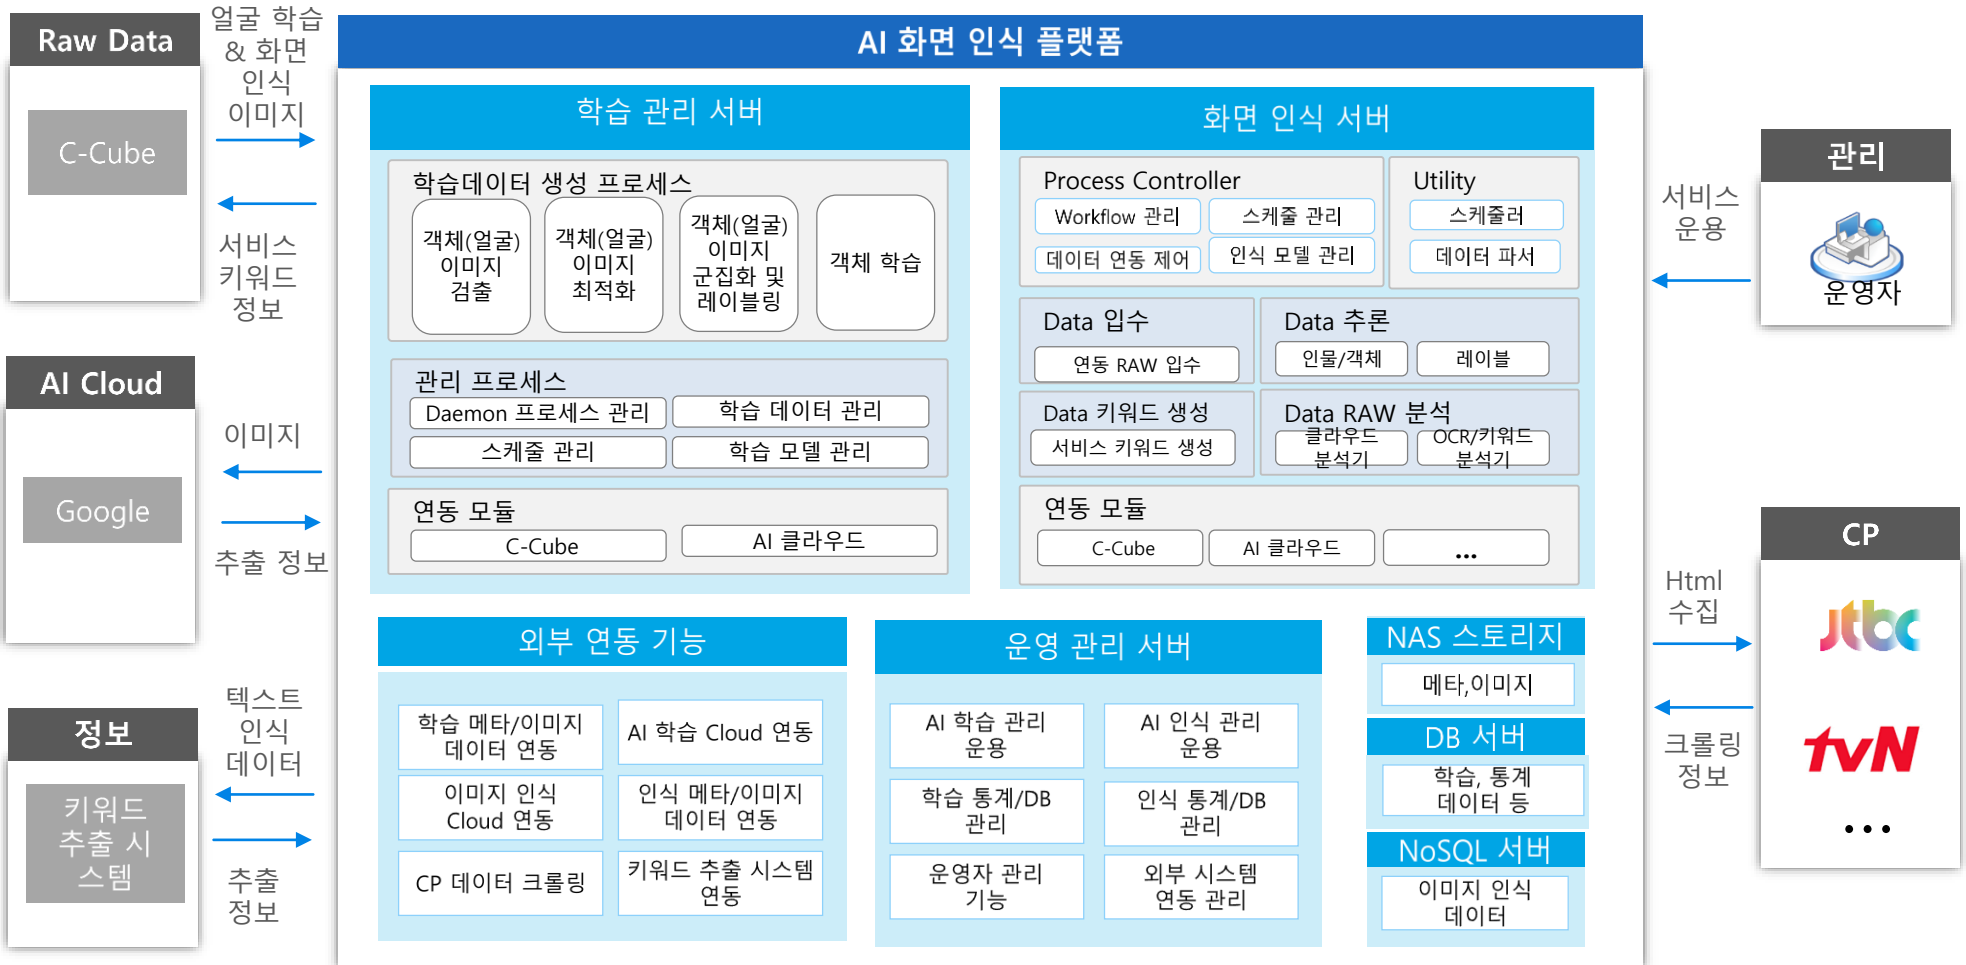 Raw Data
C-Cube
얼굴 학습
& 화면
인식
이미지
서비스
키워드
정보
AI Cloud
Google
이미지
추출 정보
정보
키워드
추출 시
스템
텍스트
인식
데이터
추출
정보
AI 화면 인식 플랫폼
학습 관리 서버
학습데이터 생성 프로세스
객체(얼굴)
이미지
검출
객체(얼굴)
이미지
최적화
객체(얼굴)
이미지
군집화 및
레이블링
객체 학습
관리 프로세스
Daemon 프로세스 관리
학습 데이터 관리
스케줄 관리
학습 모델 관리
연동 모듈
C-Cube
AI 클라우드
화면 인식 서버
Process Controller
Workflow 관리
스케줄 관리
데이터 연동 제어
인식 모델 관리
Utility
스케줄러
데이터 파서
Data 입수
연동 RAW 입수
Data 추론
인물/객체
레이블
Data 키워드 생성
서비스 키워드 생성
Data RAW 분석
클라우드
분석기
OCR/키워드
분석기
연동 모듈
C-Cube
AI 클라우드
...
외부 연동 기능
학습 메타/이미지
데이터 연동
AI 학습 Cloud 연동
이미지 인식
Cloud 연동
인식 메타/이미지
데이터 연동
CP 데이터 크롤링
키워드 추출 시스템
연동
운영 관리 서버
AI 학습 관리
운용
AI 인식 관리
운용
학습 통계/DB
관리
인식 통계/DB
관리
운영자 관리
기능
외부 시스템
연동 관리
NAS 스토리지
메타,이미지
DB 서버
학습, 통계
데이터 등
NoSQL 서버
이미지 인식
데이터
서비스
운용
관리
운영자
Html
수집
크롤링
정보
CP
jtbc
tvN
...